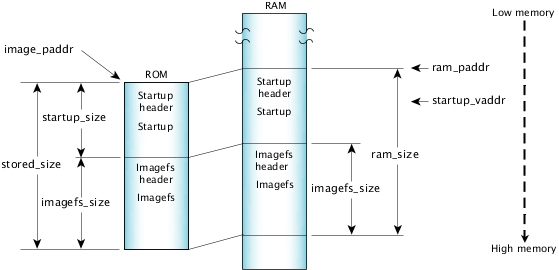 RAM
Low memory
image_paddr
ROM
ram_paddr
Startup
header
Startup
Startup
header
Startup
startup_vaddr
startup_size
stored_size
Imagefs
header
Imagefs
Imagefs
header
Imagefs
ram_size
imagefs_size
imagefs_size
High memory